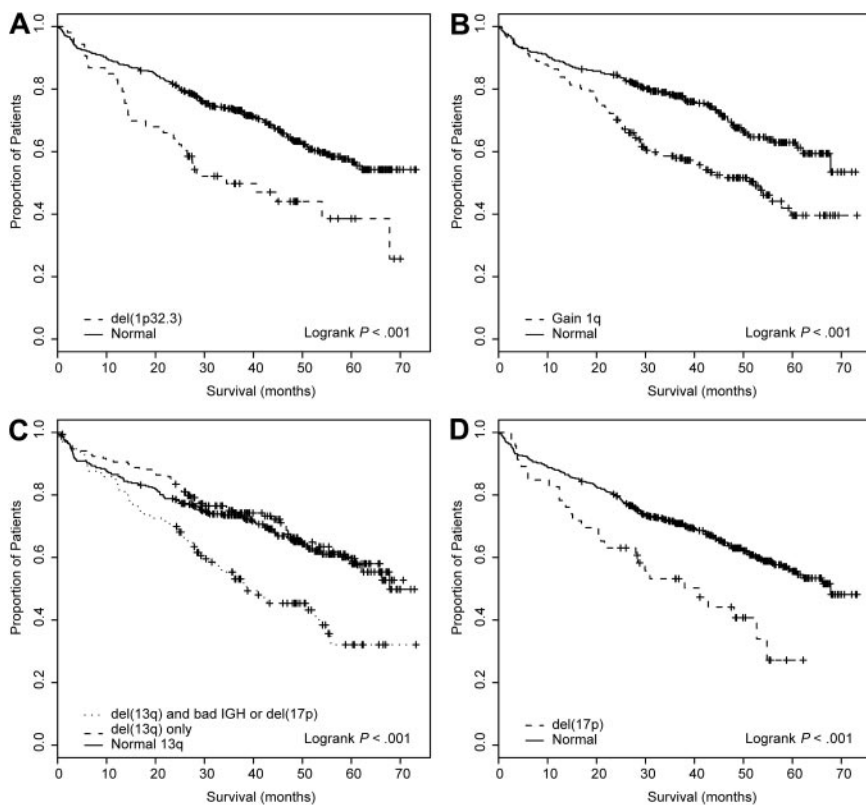 A
Proportion of Patients
1.0
0.8
0.6
0.4
0.2
0.0
del(1p32.3)
Normal
Logrank P < .001
0 10 20 30 40 50 60 70
Survival (months)
B
Proportion of Patients
1.0
0.8
0.6
0.4
0.2
0.0
Gain 1q
Normal
Logrank P < .001
0 10 20 30 40 50 60 70
Survival (months)
C
Proportion of Patients
1.0
0.8
0.6
0.4
0.2
0.0
del(13q) and bad IGH or del(17p)
del(13q) only
Normal 13q
Logrank P < .001
0 10 20 30 40 50 60 70
Survival (months)
D
Proportion of Patients
1.0
0.8
0.6
0.4
0.2
0.0
del(17p)
Normal
Logrank P < .001
0 10 20 30 40 50 60 70
Survival (months)